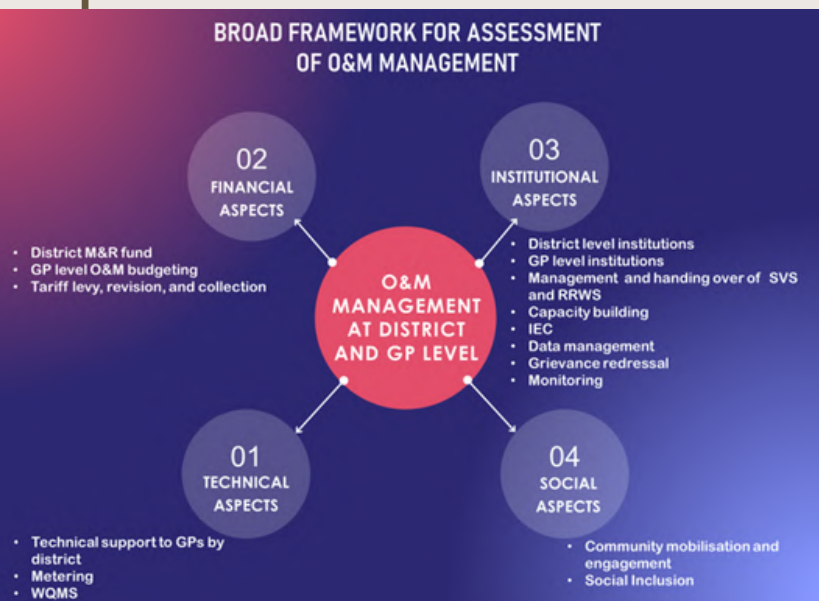 BROAD FRAMEWORK FOR ASSESSMENT
OF O&M MANAGEMENT
02
FINANCIAL
ASPECTS
• District M&R fund
• GP level O&M budgeting
• Tariff levy, revision, and collection
03
INSTITUTIONAL
ASPECTS
• District level institutions
• GP level institutions
• Management and handing over of SVS
and RRWS
• Capacity building
• IEC
• Data management
• Grievance redressal
• Monitoring
O&M
MANAGEMENT
AT DISTRICT
AND GP LEVEL
01
TECHNICAL
ASPECTS
• Technical support to GPs by
district
• Metering
• WQMS
04
SOCIAL
ASPECTS
• Community mobilisation and
engagement
• Social Inclusion